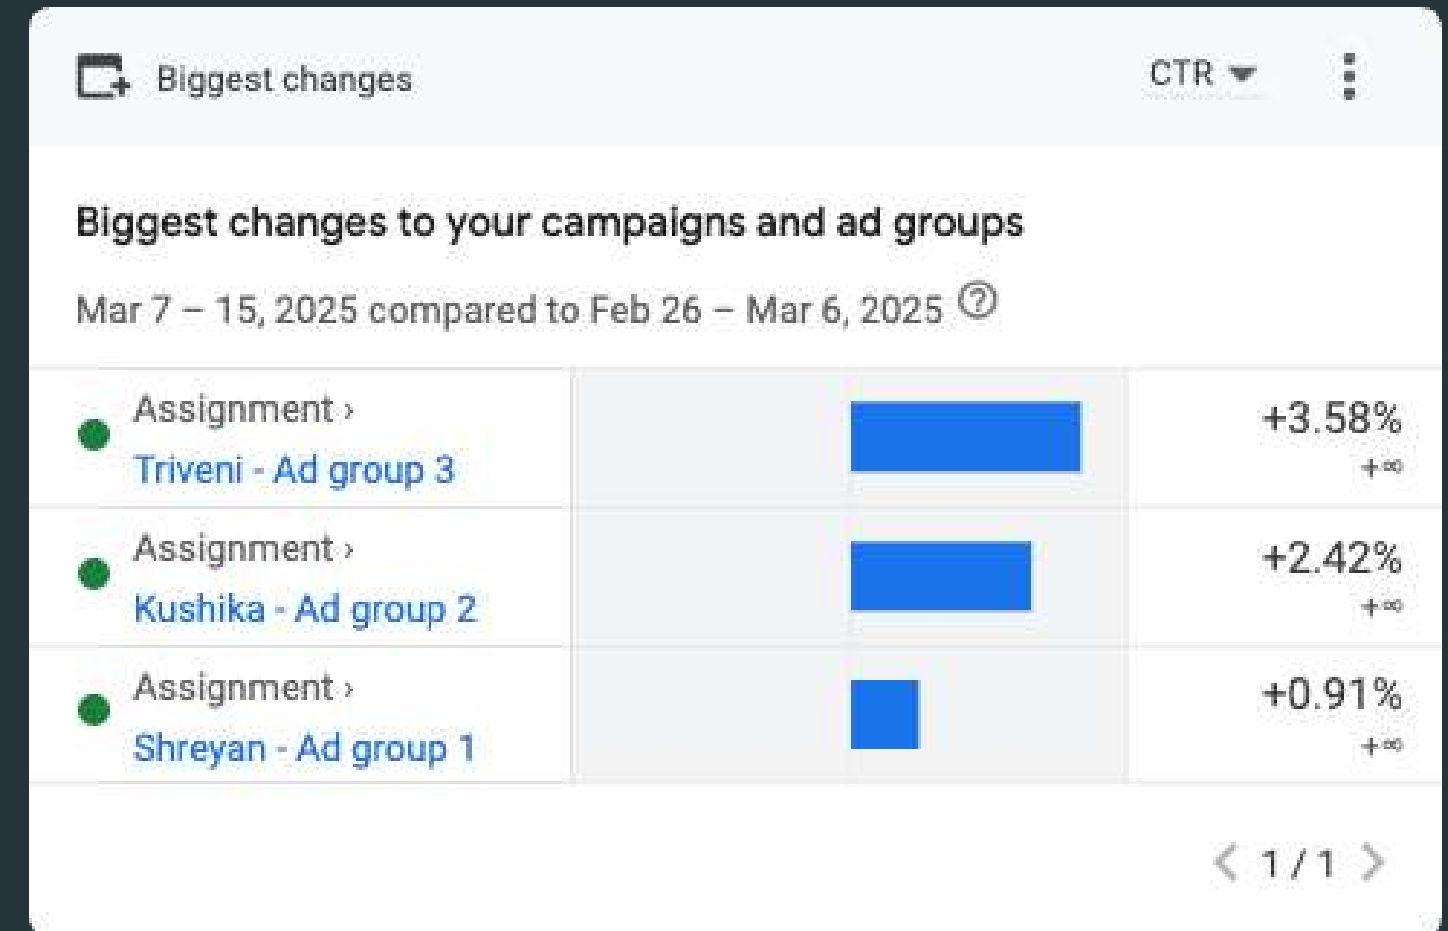 Biggest changes
CTR
Biggest changes to your campaigns and ad groups
Mar 7 – 15, 2025 compared to Feb 26 – Mar 6, 2025 ?
Assignment ›
Triveni - Ad group 3
+3.58%
+∞
Assignment ›
Kushika - Ad group 2
+2.42%
+∞
Assignment ›
Shreyan - Ad group 1
+0.91%
+∞
< 1 / 1 >